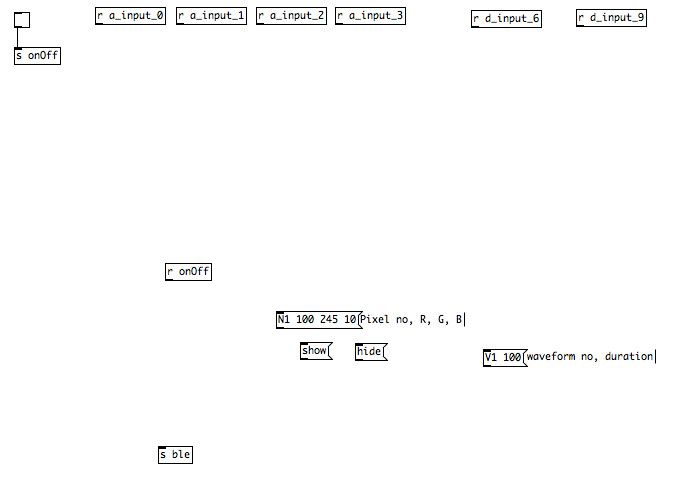 r a_input_0
r a_input_1
r a_input_2
r a_input_3
r d_input_6
r d_input_9
s onOff
r onOff
N1 100 245 10
Pixel no, R, G, B
show
hide
V1 100
waveform no, duration
s ble